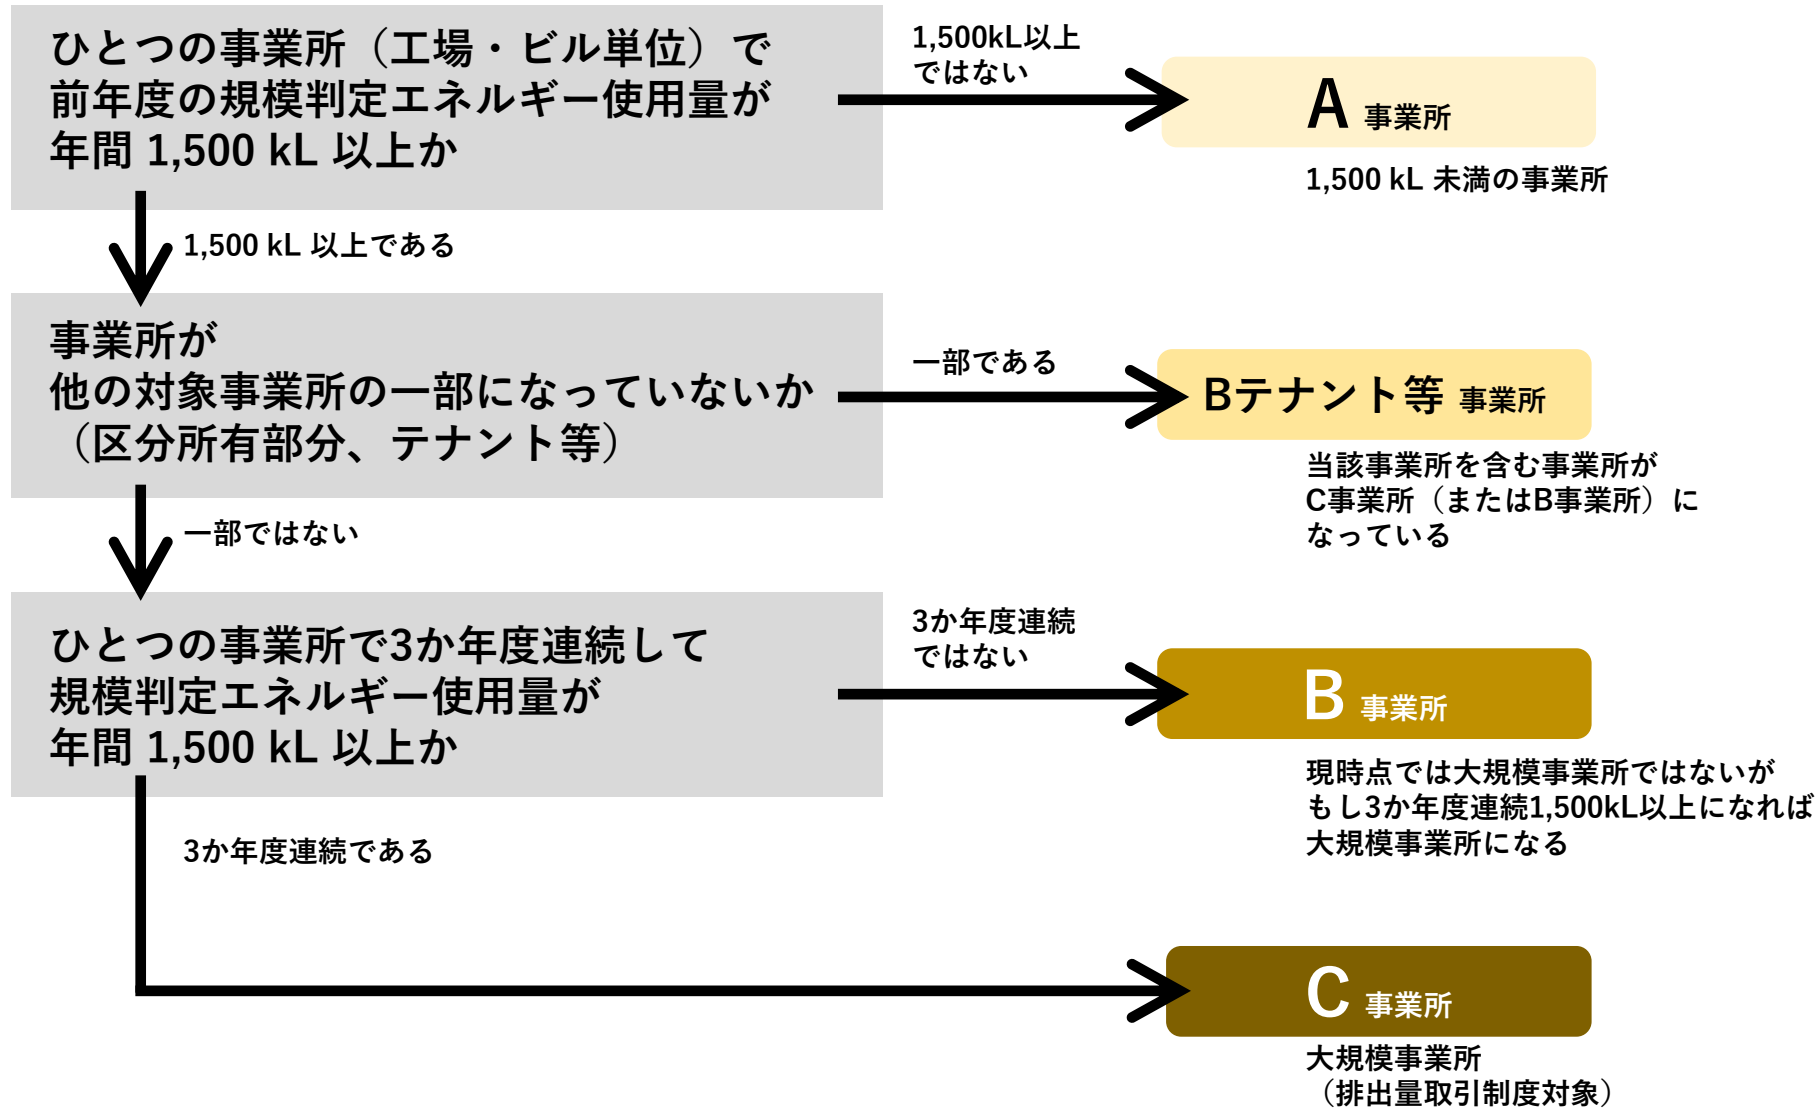 ひとつの事業所（工場・ビル単位）で
前年度の規模判定エネルギー使用量が
年間 1,500 kL 以上か
1,500kL以上
ではない
A 事業所
1,500 kL 未満の事業所
1,500 kL 以上である
事業所が
他の対象事業所の一部になっていないか
（区分所有部分、テナント等）
一部である
Bテナント等 事業所
当該事業所を含む事業所が
C事業所（またはB事業所）に
なっている
一部ではない
ひとつの事業所で3か年度連続して
規模判定エネルギー使用量が
年間 1,500 kL 以上か
3か年度連続
ではない
B 事業所
現時点では大規模事業所ではないが
もし3か年度連続1,500kL以上になれば
大規模事業所になる
3か年度連続である
C 事業所
大規模事業所
（排出量取引制度対象）